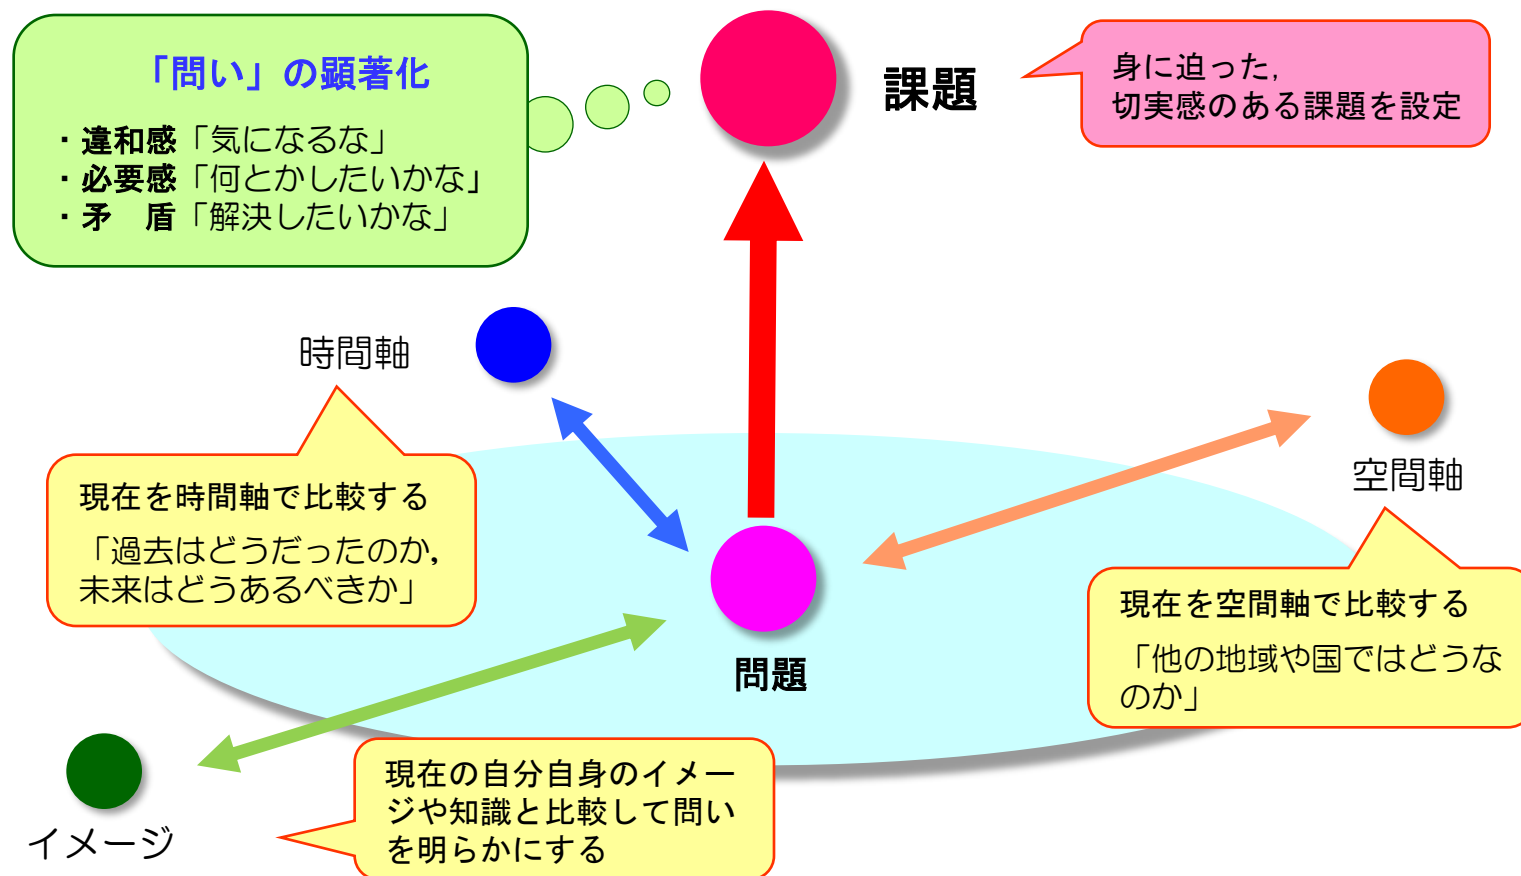 「問い」の顕著化
・違和感「気になるな」
・必要感「何とかしたいかな」
・矛　盾「解決したいかな」
課題
身に迫った,
切実感のある課題を設定
時間軸
現在を時間軸で比較する
「過去はどうだったのか,
未来はどうあるべきか」
空間軸
現在を空間軸で比較する
「他の地域や国ではどうな
のか」
問題
イメージ
現在の自分自身のイメー
ジや知識と比較して問い
を明らかにする